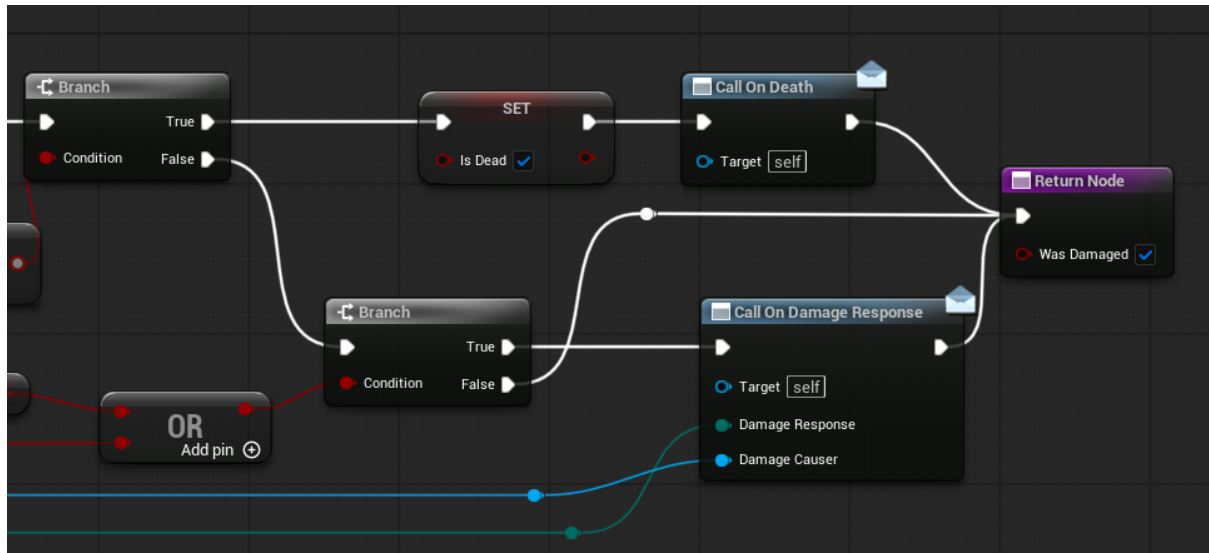 Branch
True
Condition
False
SET
Is Dead
Call On Death
Target self
Return Node
Was Damaged
Branch
True
Condition
False
OR
Add pin
Call On Damage Response
Target self
Damage Response
Damage Causer